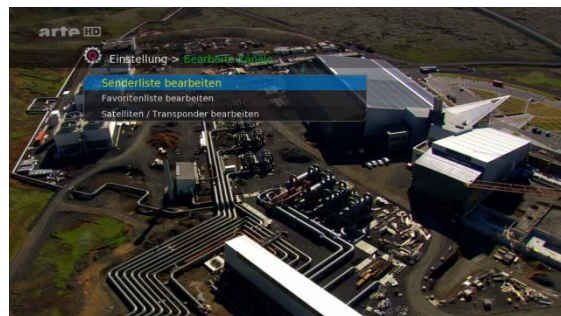 arte HD
Einstellung > Bearbeite Kanäle
Senderliste bearbeiten
Favoritenliste bearbeiten
Satelliten / Transponder bearbeiten